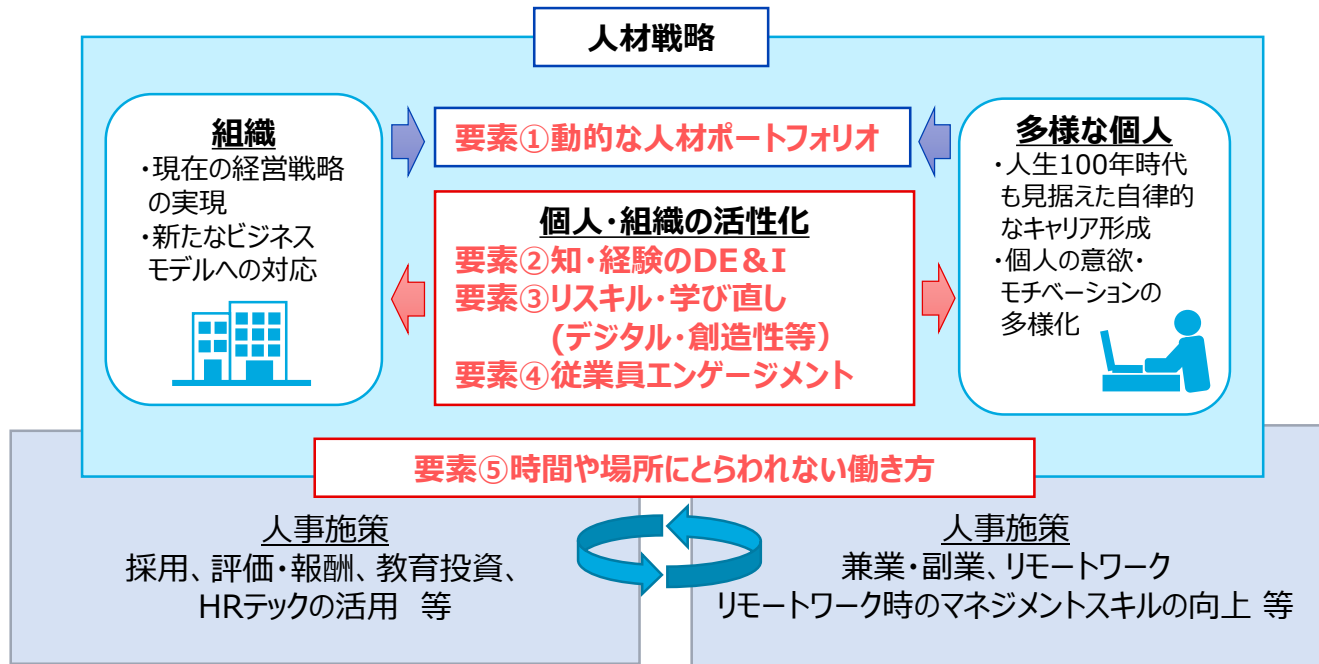 人材戦略
組織
・現在の経営戦略
の実現
・新たなビジネス
モデルへの対応
要素①動的な人材ポートフォリオ
個人・組織の活性化
要素②知・経験のDE&I
要素③リスキル・学び直し
(デジタル・創造性等)
要素④従業員エンゲージメント
多様な個人
・人生100年時代
も見据えた自律的
なキャリア形成
・個人の意欲・
モチベーションの
多様化
要素⑤時間や場所にとらわれない働き方
人事施策
採用、評価・報酬、教育投資、
HRテックの活用 等
人事施策
兼業・副業、リモートワーク
リモートワーク時のマネジメントスキルの向上 等